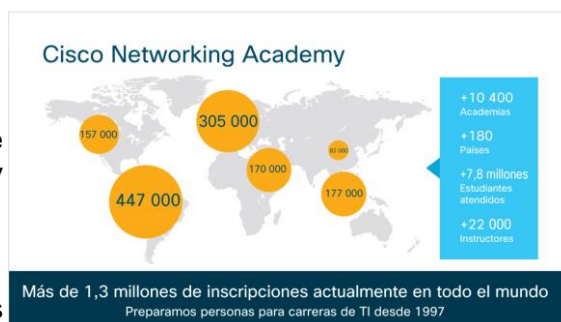 Cisco Networking Academy
157 000
305 000
447 000
170 000
82 000
177 000
+10 400
Academias
+180
Países
+7,8 millones
Estudiantes
atendidos
+22 000
Instructores
Más de 1,3 millones de inscripciones actualmente en todo el mundo
Preparamos personas para carreras de TI desde 1997